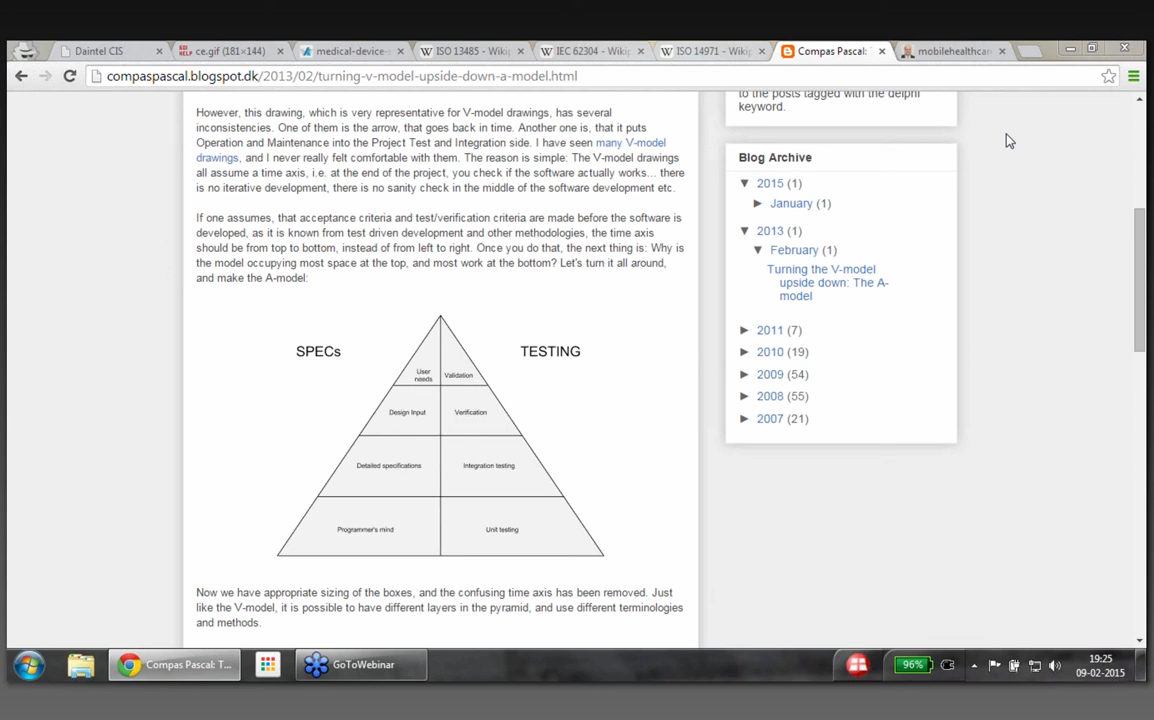 Daintel CIS
ce.gif (181×144)
medical-device-
ISO 13485 - Wikip
IEC 62304 - Wikip
ISO 14971 - Wikip
Compas Pascal: T
mobilehealthcare
compaspascal.blogspot.dk/2013/02/turning-v-model-upside-down-a-model.html
However, this drawing, which is very representative for V-model drawings, has several
inconsistencies. One of them is the arrow, that goes back in time. Another one is, that it puts
Operation and Maintenance into the Project Test and Integration side. I have seen many V-model
drawings, and I never really felt comfortable with them. The reason is simple: The V-model drawings
all assume a time axis, i.e. at the end of the project, you check if the software actually works... there
is no iterative development, there is no sanity check in the middle of the software development etc.
If one assumes, that acceptance criteria and test/verification criteria are made before the software is
developed, as it is known from test driven development and other methodologies, the time axis
should be from top to bottom, instead of from left to right. Once you do that, the next thing is: Why is
the model occupying most space at the top, and most work at the bottom? Let's turn it all around,
and make the A-model:
SPECs
TESTING
User
needs
Validation
Design Input
Verification
Detailed specifications
Integration testing
Programmer's mind
Unit testing
Now we have appropriate sizing of the boxes, and the confusing time axis has been removed. Just
like the V-model, it is possible to have different layers in the pyramid, and use different terminologies
and methods.
to the posts tagged with the delphi
keyword.
Blog Archive
▼ 2015 (1)
► January (1)
▼ 2013 (1)
▼ February (1)
Turning the V-model
upside down: The A-
model
► 2011 (7)
► 2010 (19)
► 2009 (54)
► 2008 (55)
► 2007 (21)
Compas Pascal: T...
GoToWebinar
96%
19:25
09-02-2015